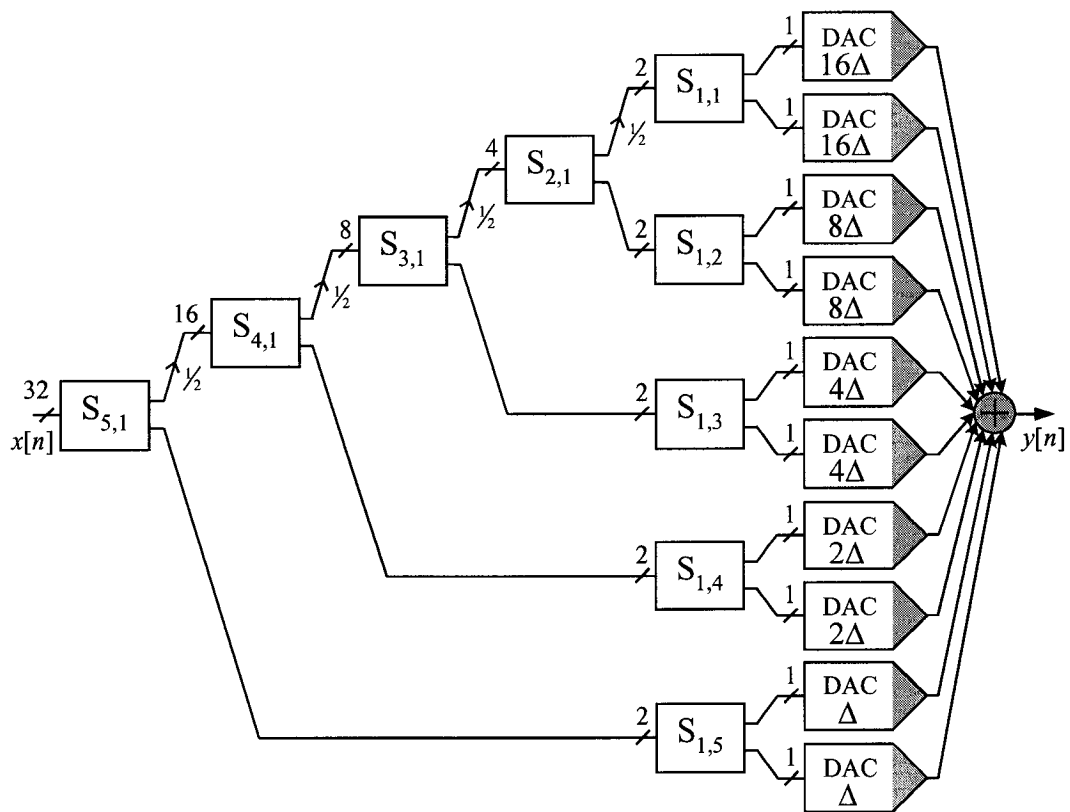 1
DAC
16Δ
2
S1,1
1
DAC
16Δ
½
4
S2,1
1
DAC
8Δ
½
2
S1,2
1
DAC
8Δ
8
S3,1
½
1
DAC
4Δ
16
S4,1
½
2
S1,3
1
DAC
4Δ
32
x[n]
S5,1
y[n]
1
DAC
2Δ
2
S1,4
1
DAC
2Δ
1
DAC
Δ
2
S1,5
1
DAC
Δ